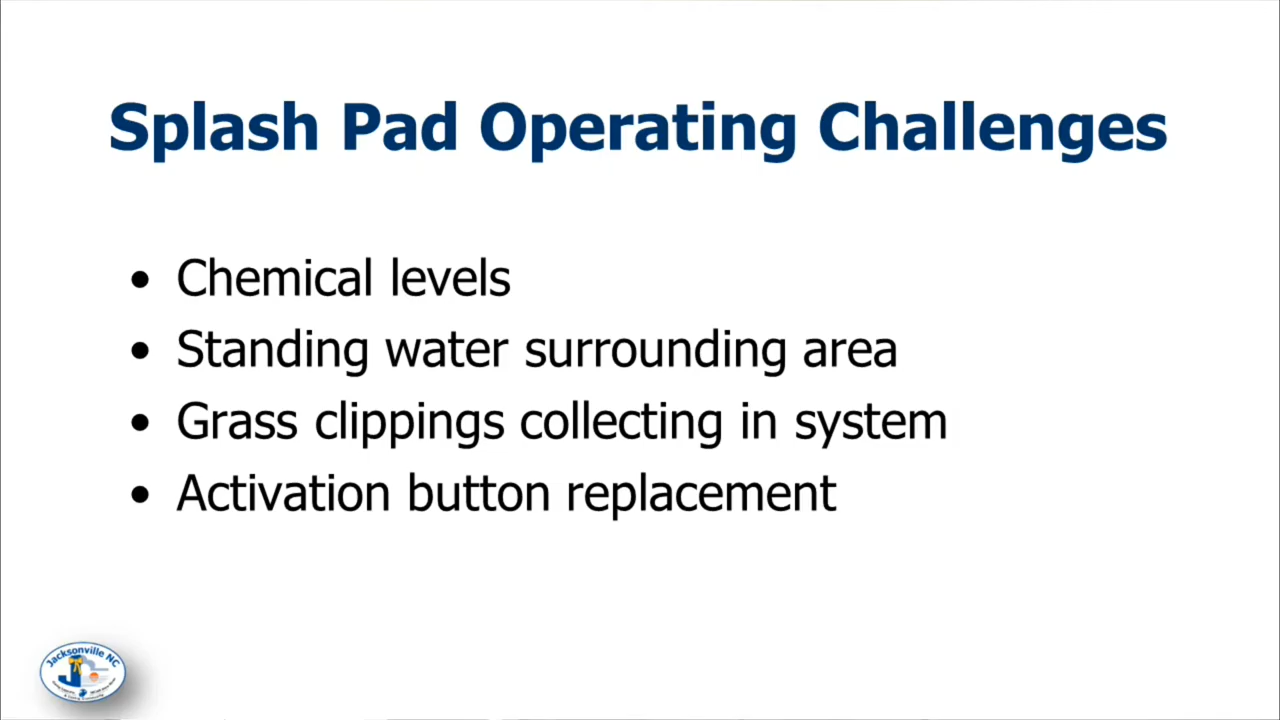 Splash Pad Operating Challenges
• Chemical levels
• Standing water surrounding area
• Grass clippings collecting in system
• Activation button replacement
Jacksonville NC